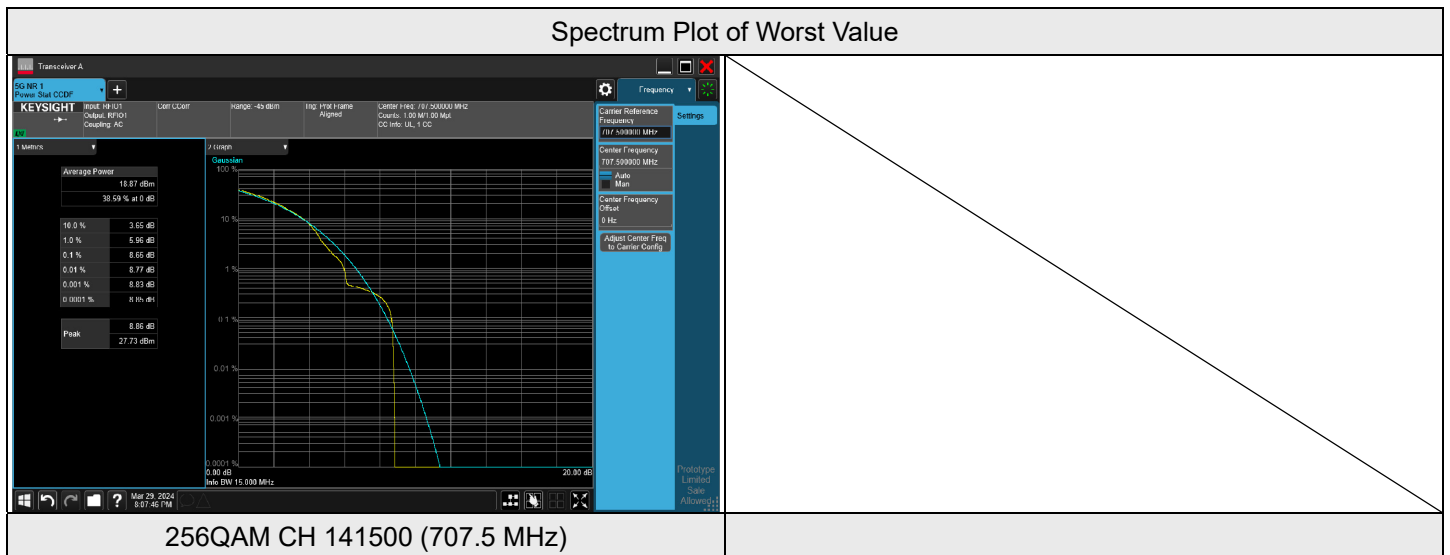 Spectrum Plot of Worst Value
Transceiver A
5G NR 1
Power Stat CCDF
+
Frequency
KEYSIGHT
Input: RFIO1
Output: RFIO1
Coupling: AC
Corr CCorr
Range: -45 dBm
Trig: Prot Frame
Aligned
Center Freq: 707.500000 MHz
Counts: 1.00 M/1.00 Mpt
CC Info: UL, 1 CC
1 Metrics
Average Power
18.87 dBm
38.59 % at 0 dB
10.0 % 3.65 dB
1.0 % 5.96 dB
0.1 % 8.65 dB
0.01 % 8.77 dB
0.001 % 8.83 dB
0.0001 % 8.85 dB
Peak
8.86 dB
27.73 dBm
2 Graph
Gaussian
100 %
10 %
1 %
0.1 %
0.01 %
0.001 %
0.0001 %
0.00 dB
20.00 dB
Info BW 15.000 MHz
Carrier Reference
Frequency
707.500000 MHz
Center Frequency
707.500000 MHz
Auto
Man
Center Frequency
Offset
0 Hz
Adjust Center Freq
to Carrier Config
Settings
Prototype
Limited
Sale
Allowed
?
Mar 29, 2024
8:07:46 PM
256QAM CH 141500 (707.5 MHz)